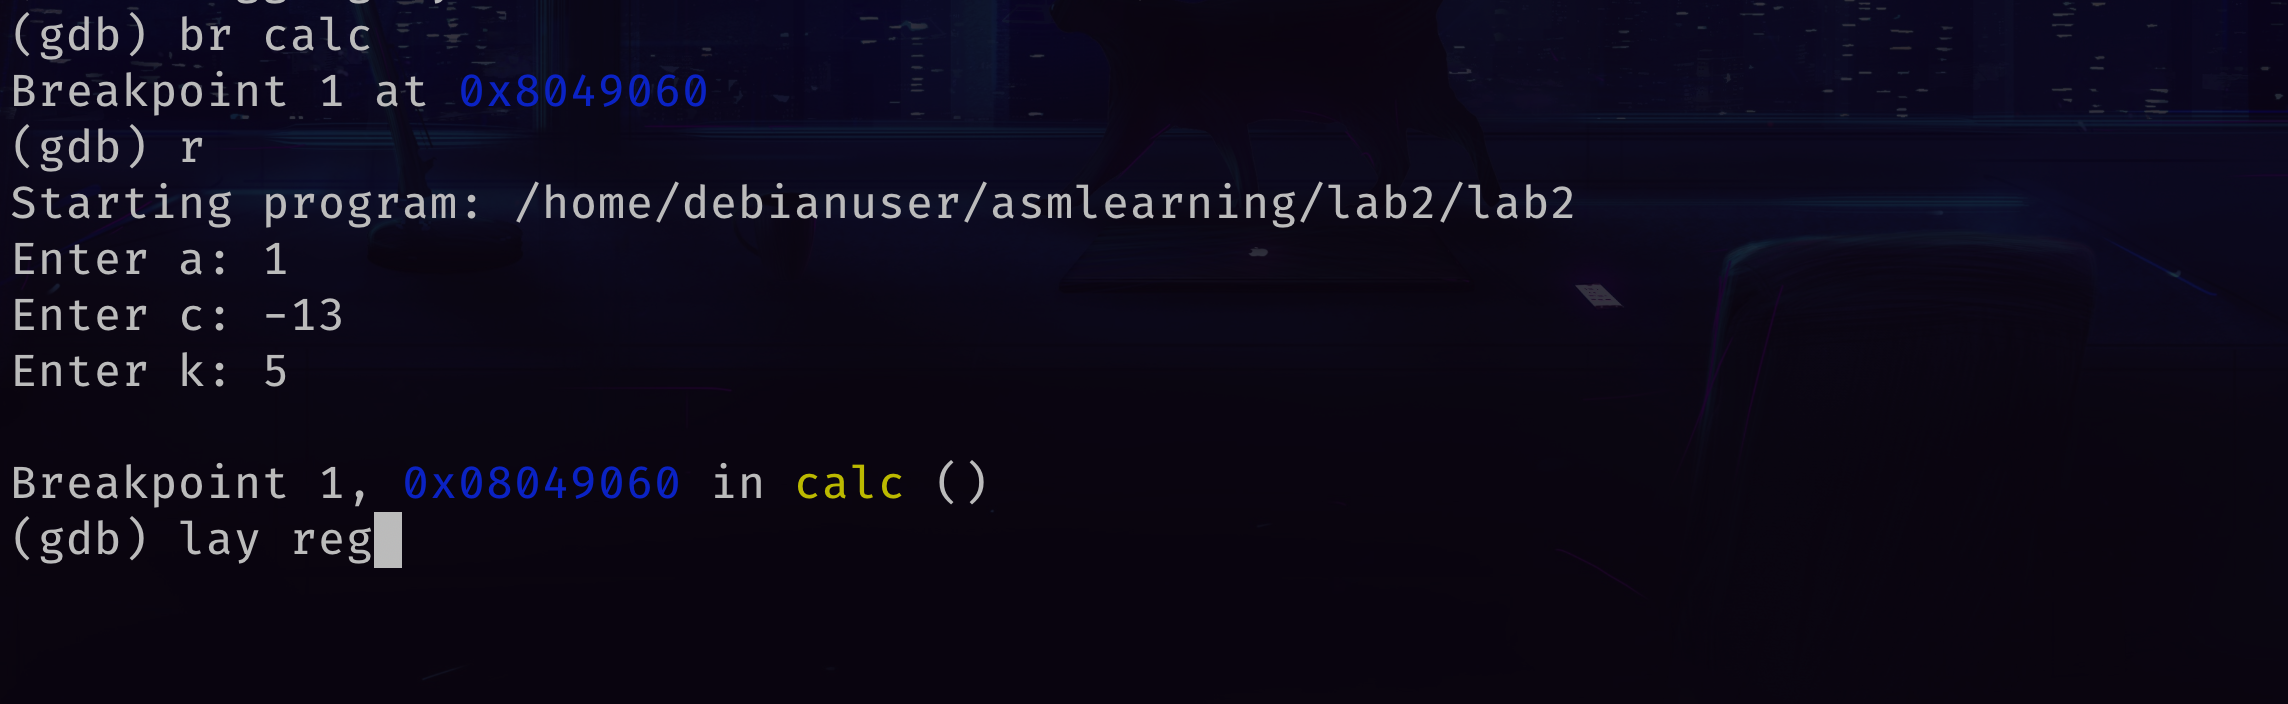 (gdb) br calc
Breakpoint 1 at 0x8049060
(gdb) r
Starting program: /home/debianuser/asmlearning/lab2/lab2
Enter a: 1
Enter c: -13
Enter k: 5
Breakpoint 1, 0x08049060 in calc ()
(gdb) lay reg